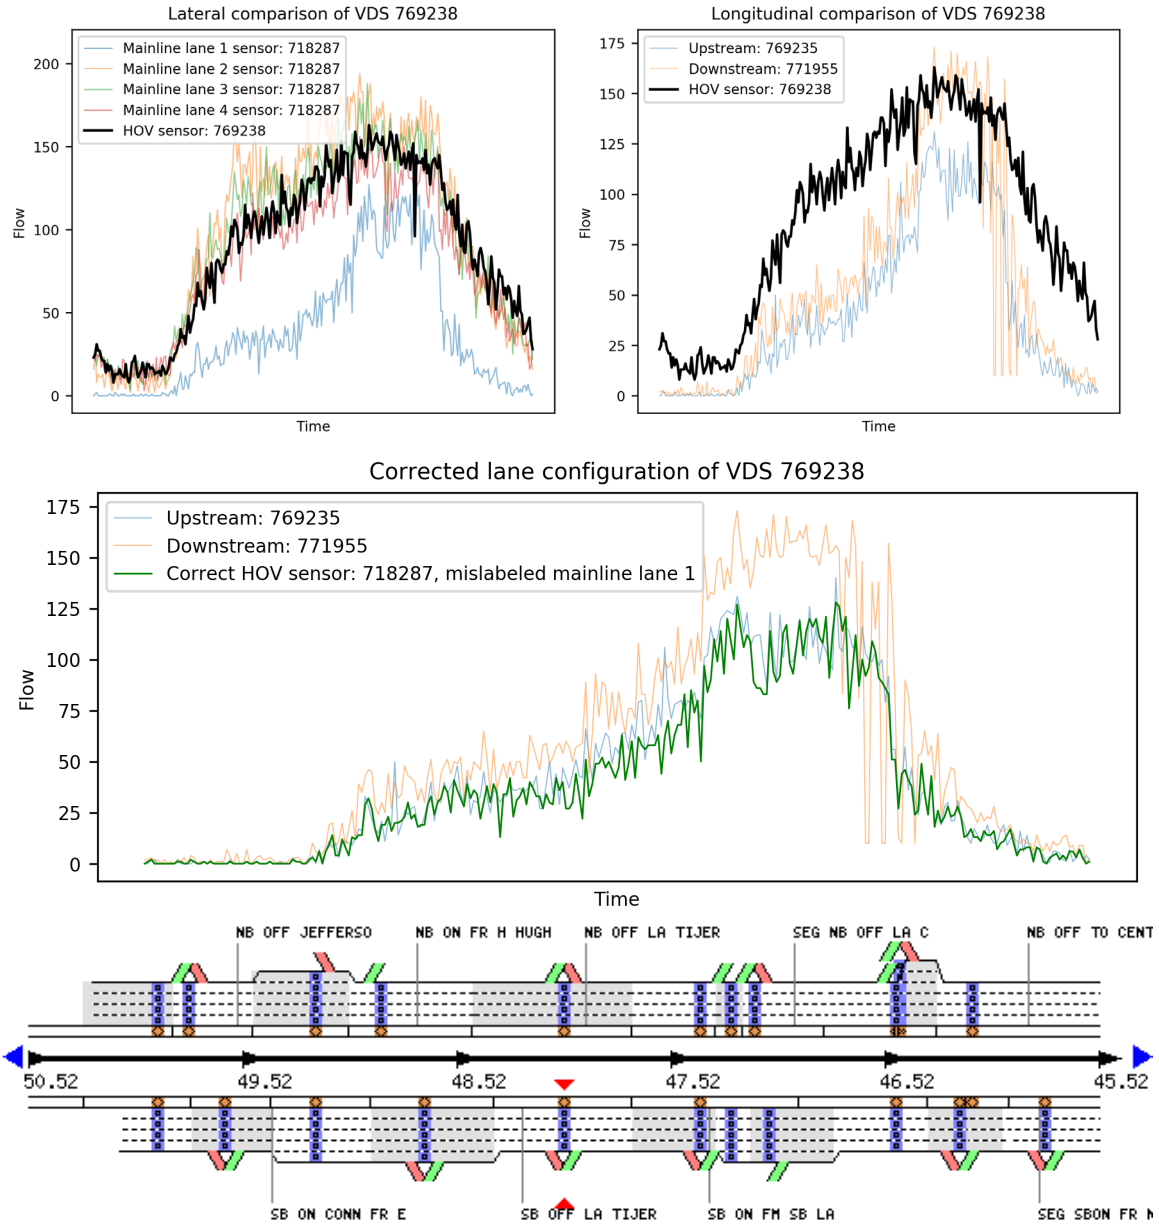 Lateral comparison of VDS 769238
Mainline lane 1 sensor: 718287
Mainline lane 2 sensor: 718287
Mainline lane 3 sensor: 718287
Mainline lane 4 sensor: 718287
HOV sensor: 769238
200
150
100
50
0
Flow
Time
Longitudinal comparison of VDS 769238
Upstream: 769235
Downstream: 771955
HOV sensor: 769238
175
150
125
100
75
50
25
0
Flow
Time
Corrected lane configuration of VDS 769238
Upstream: 769235
Downstream: 771955
Correct HOV sensor: 718287, mislabeled mainline lane 1
175
150
125
100
75
50
25
0
Flow
Time
NB OFF JEFFERSO NB ON FR H HUGH NB OFF LA TIJER SEG NB OFF LA C NB OFF TO CENT
50.52 49.52 48.52 47.52 46.52 45.52
SB ON CONN FR E SB OFF LA TIJER SB ON FM SB LA SEG SBON FR